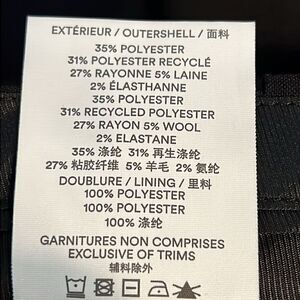 EXTÉRIEUR / OUTERSHELL / 面料
35% POLYESTER
31% POLYESTER RECYCLÉ
27% RAYONNE 5% LAINE
2% ÉLASTHANNE
35% POLYESTER
31% RECYCLED POLYESTER
27% RAYON 5% WOOL
2% ELASTANE
35% 涤纶 31% 再生涤纶
27% 粘胶纤维 5% 羊毛 2% 氨纶
DOUBLURE / LINING / 里料
100% POLYESTER
100% POLYESTER
100% 涤纶
GARNITURES NON COMPRISES
EXCLUSIVE OF TRIMS
辅料除外